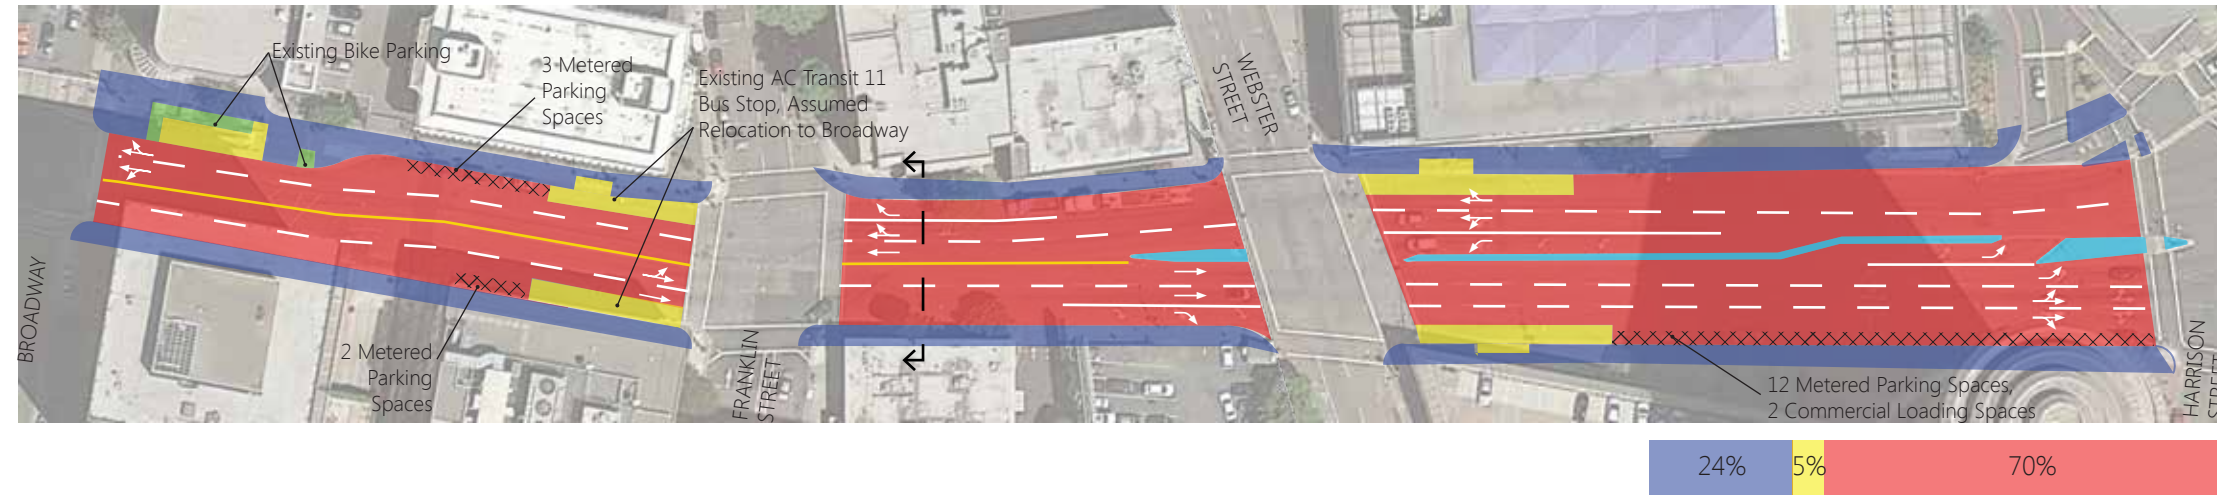 Existing Bike Parking
3 Metered
Parking
Spaces
Existing AC Transit 11
Bus Stop, Assumed
Relocation to Broadway
WEBSTER
STREET
BROADWAY
2 Metered
Parking
Spaces
FRANKLIN
STREET
12 Metered Parking Spaces,
2 Commercial Loading Spaces
HARRISON
STREET
24%
5%
70%